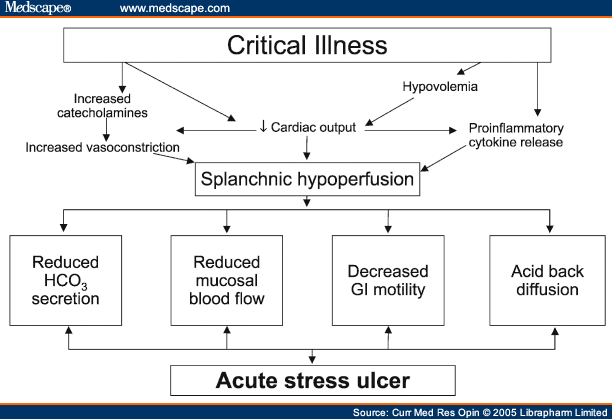 Medscape® www.medscape.com
Critical Illness
Increased
catecholamines
Hypovolemia
↓ Cardiac output
Proinflammatory
cytokine release
Increased vasoconstriction
Splanchnic hypoperfusion
Reduced
HCO₃
secretion
Reduced
mucosal
blood flow
Decreased
GI motility
Acid back
diffusion
Acute stress ulcer
Source: Curr Med Res Opin © 2005 Librapharm Limited